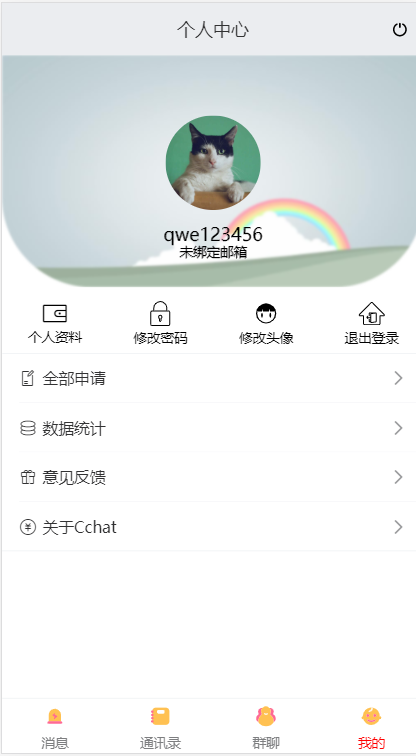 个人中心
qwe123456
未绑定邮箱
个人资料 修改密码 修改头像 退出登录
全部申请
数据统计
意见反馈
关于Cchat
消息 通讯录 群聊 我的